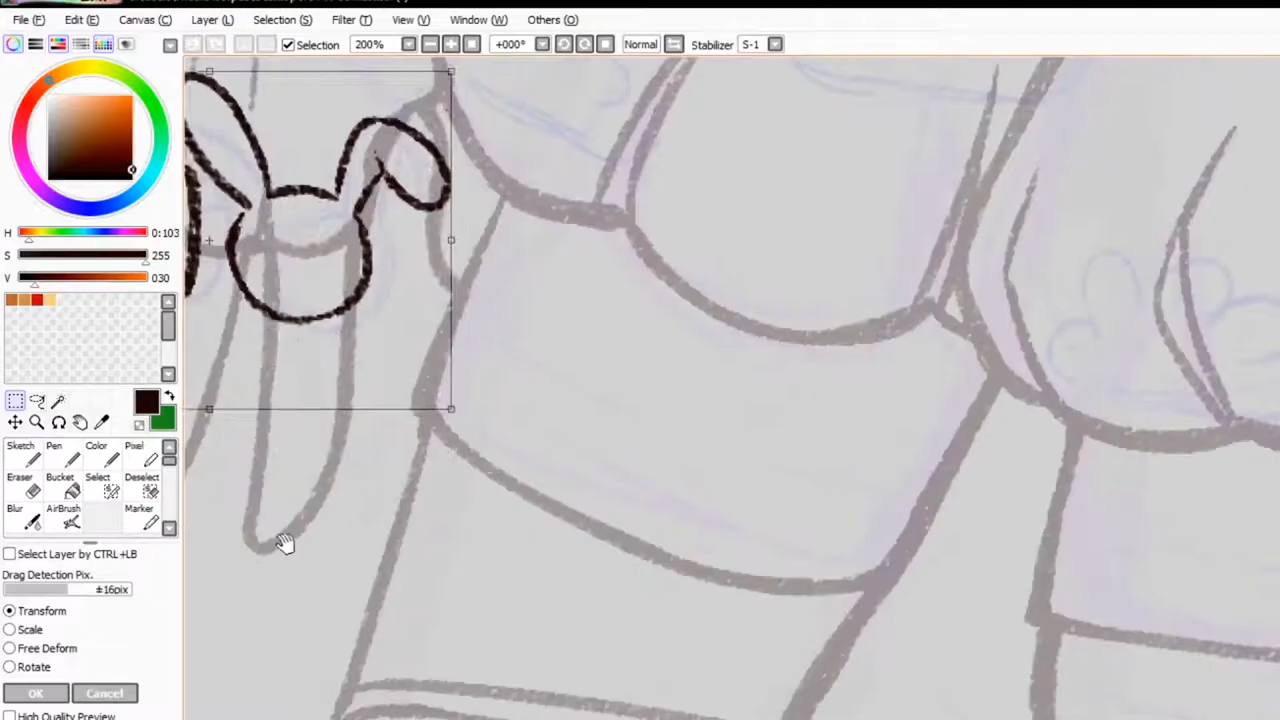 File (F) Edit (E) Canvas (C) Layer (L) Selection (S) Filter (T) View (V) Window (W) Others (O)
Selection 200% +000° Normal Stabilizer S-1
H 0:103
S 255
V 030
Sketch Pen Color Pixel
Eraser Bucket Select Deselect
Blur AirBrush Marker
Select Layer by CTRL+LB
Drag Detection Pix.
±16pix
Transform
Scale
Free Deform
Rotate
OK Cancel
High Quality Preview